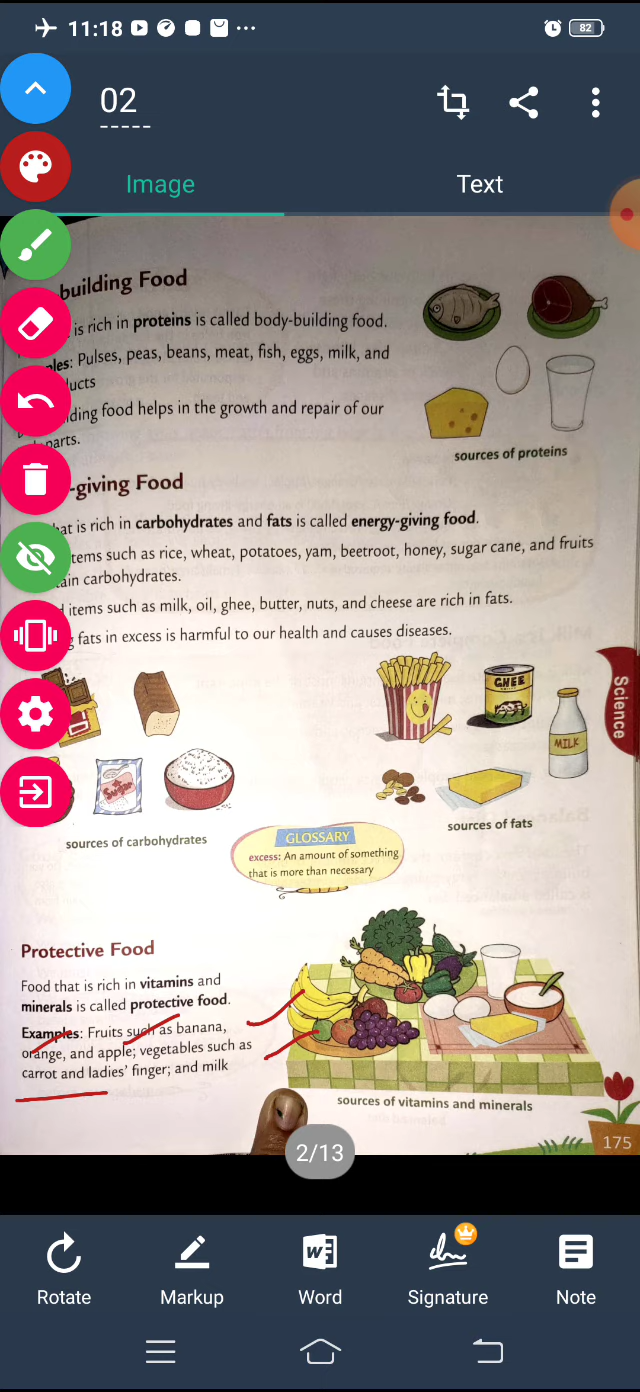 11:18
82
02
Image Text
building Food
is rich in proteins is called body-building food.
ples: Pulses, peas, beans, meat, fish, eggs, milk, and
ucts
ding food helps in the growth and repair of our
parts.
sources of proteins
-giving Food
at is rich in carbohydrates and fats is called energy-giving food.
tems such as rice, wheat, potatoes, yam, beetroot, honey, sugar cane, and fruits
ain carbohydrates.
items such as milk, oil, ghee, butter, nuts, and cheese are rich in fats.
fats in excess is harmful to our health and causes diseases.
GHEE
MILK
Science
Sugar
sources of carbohydrates
sources of fats
GLOSSARY
excess: An amount of something
that is more than necessary
Protective Food
Food that is rich in vitamins and
minerals is called protective food.
Examples: Fruits such as banana,
orange, and apple; vegetables such as
carrot and ladies' finger; and milk
sources of vitamins and minerals
175
2/13
Rotate Markup Word Signature Note